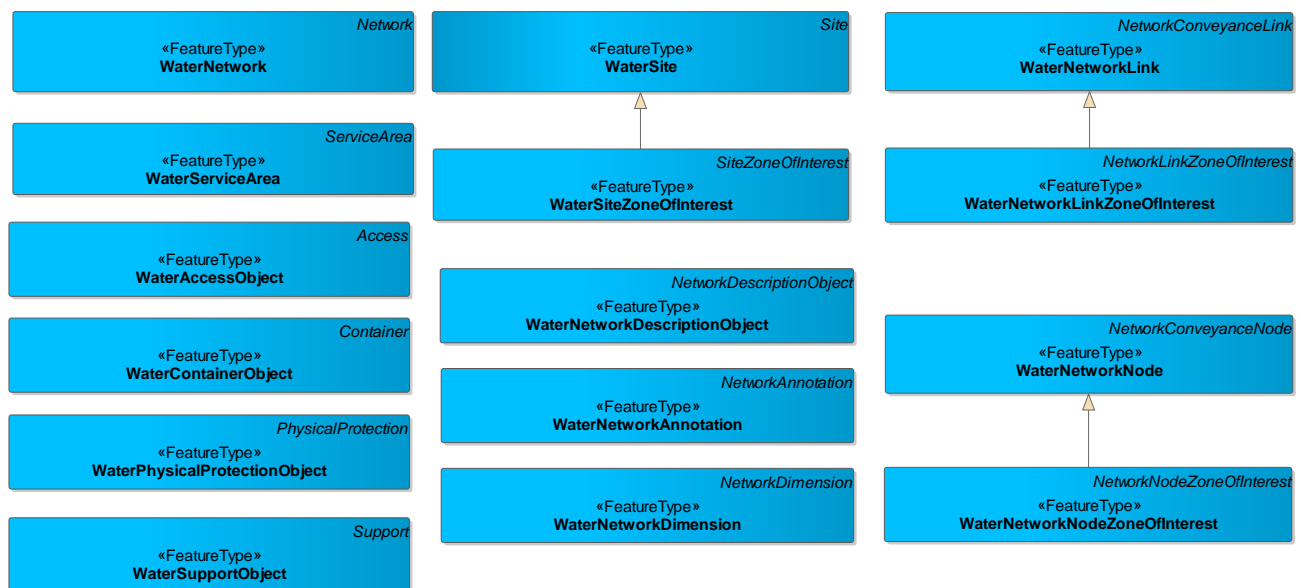 Network
«FeatureType»
WaterNetwork
ServiceArea
«FeatureType»
WaterServiceArea
Access
«FeatureType»
WaterAccessObject
Container
«FeatureType»
WaterContainerObject
PhysicalProtection
«FeatureType»
WaterPhysicalProtectionObject
Support
«FeatureType»
WaterSupportObject
Site
«FeatureType»
WaterSite
SiteZoneOfInterest
«FeatureType»
WaterSiteZoneOfInterest
NetworkDescriptionObject
«FeatureType»
WaterNetworkDescriptionObject
NetworkAnnotation
«FeatureType»
WaterNetworkAnnotation
NetworkDimension
«FeatureType»
WaterNetworkDimension
NetworkConveyanceLink
«FeatureType»
WaterNetworkLink
NetworkLinkZoneOfInterest
«FeatureType»
WaterNetworkLinkZoneOfInterest
NetworkConveyanceNode
«FeatureType»
WaterNetworkNode
NetworkNodeZoneOfInterest
«FeatureType»
WaterNetworkNodeZoneOfInterest